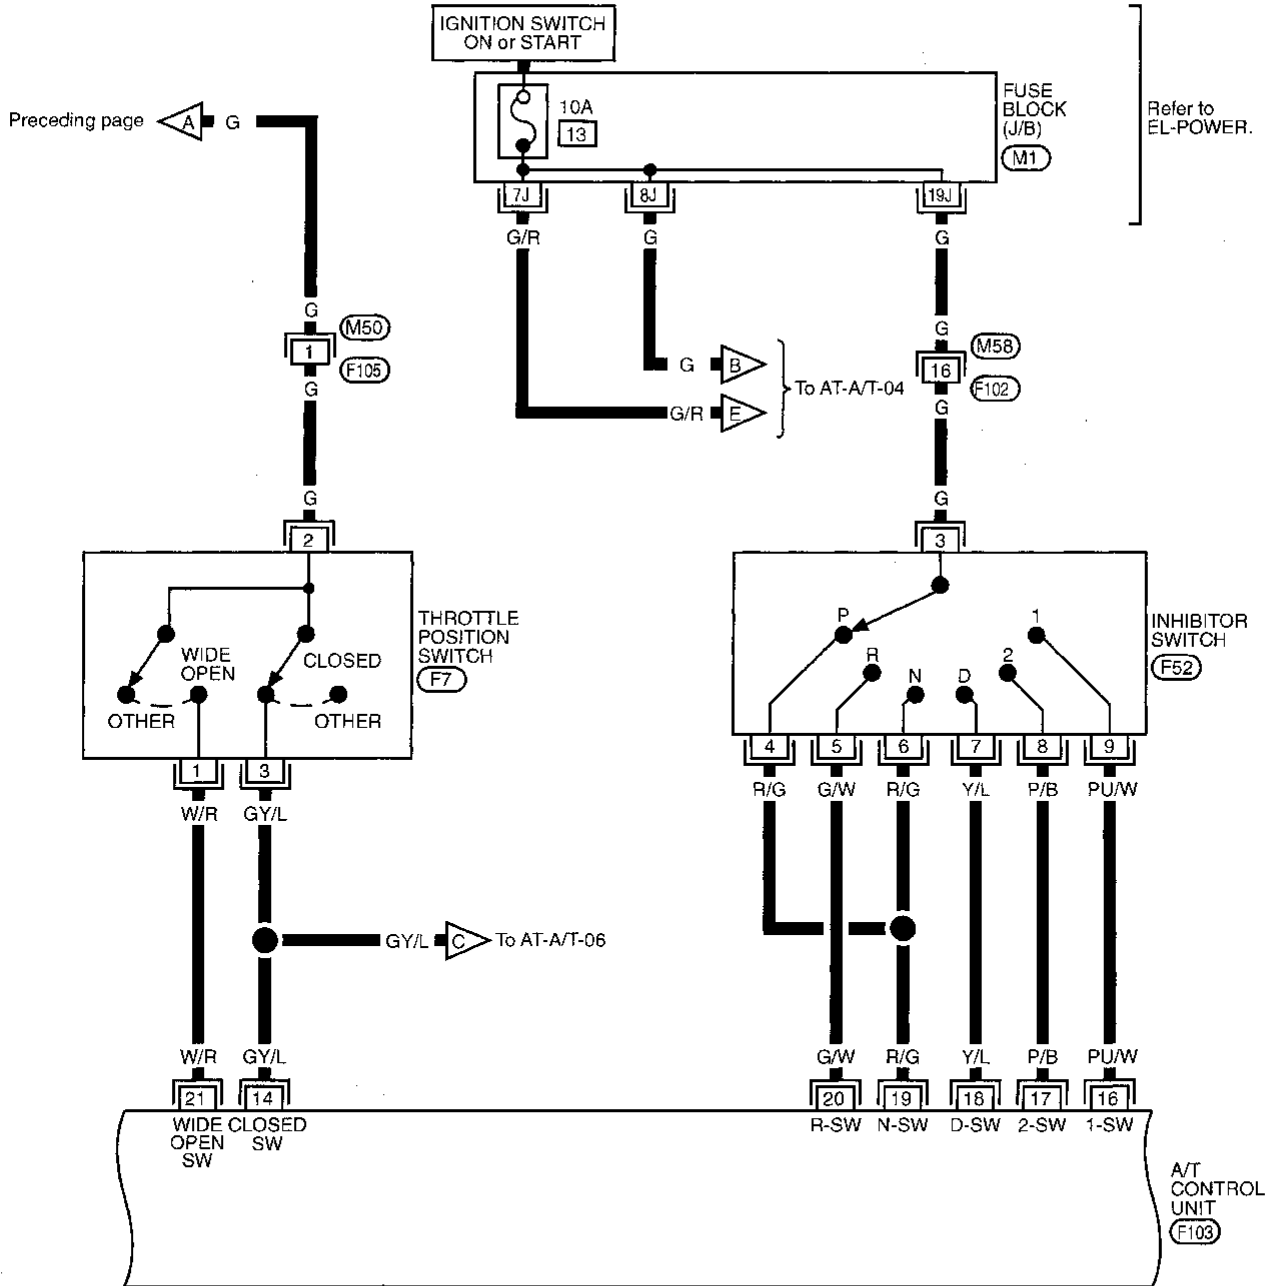 IGNITION SWITCH
ON or START
FUSE
BLOCK
(J/B)
M1
Refer to
EL-POWER.
10A
13
7J
8J
19J
Preceding page
A
G
G/R
G
G
G
G
M50
M58
1
16
F105
F102
G
G
G
B
G/R
E
To AT-A/T-04
G
G
2
3
THROTTLE
POSITION
SWITCH
F7
WIDE
OPEN
CLOSED
OTHER
OTHER
INHIBITOR
SWITCH
F52
P
R
N
D
2
1
1
3
4
5
6
7
8
9
W/R
GY/L
R/G
G/W
R/G
Y/L
P/B
PU/W
GY/L
C
To AT-A/T-06
W/R
GY/L
G/W
R/G
Y/L
P/B
PU/W
21
14
20
19
18
17
16
WIDE
OPEN
SW
CLOSED
SW
R-SW
N-SW
D-SW
2-SW
1-SW
A/T
CONTROL
UNIT
F103